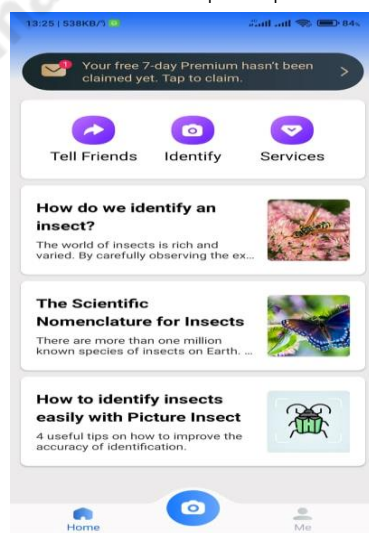 13:25 | 538KB/
84%
Your free 7-day Premium hasn't been
claimed yet. Tap to claim.
Tell Friends Identify Services
How do we identify an
insect?
The world of insects is rich and
varied. By carefully observing the ex...
The Scientific
Nomenclature for Insects
There are more than one million
known species of insects on Earth. ...
How to identify insects
easily with Picture Insect
4 useful tips on how to improve the
accuracy of identification.
Home Me